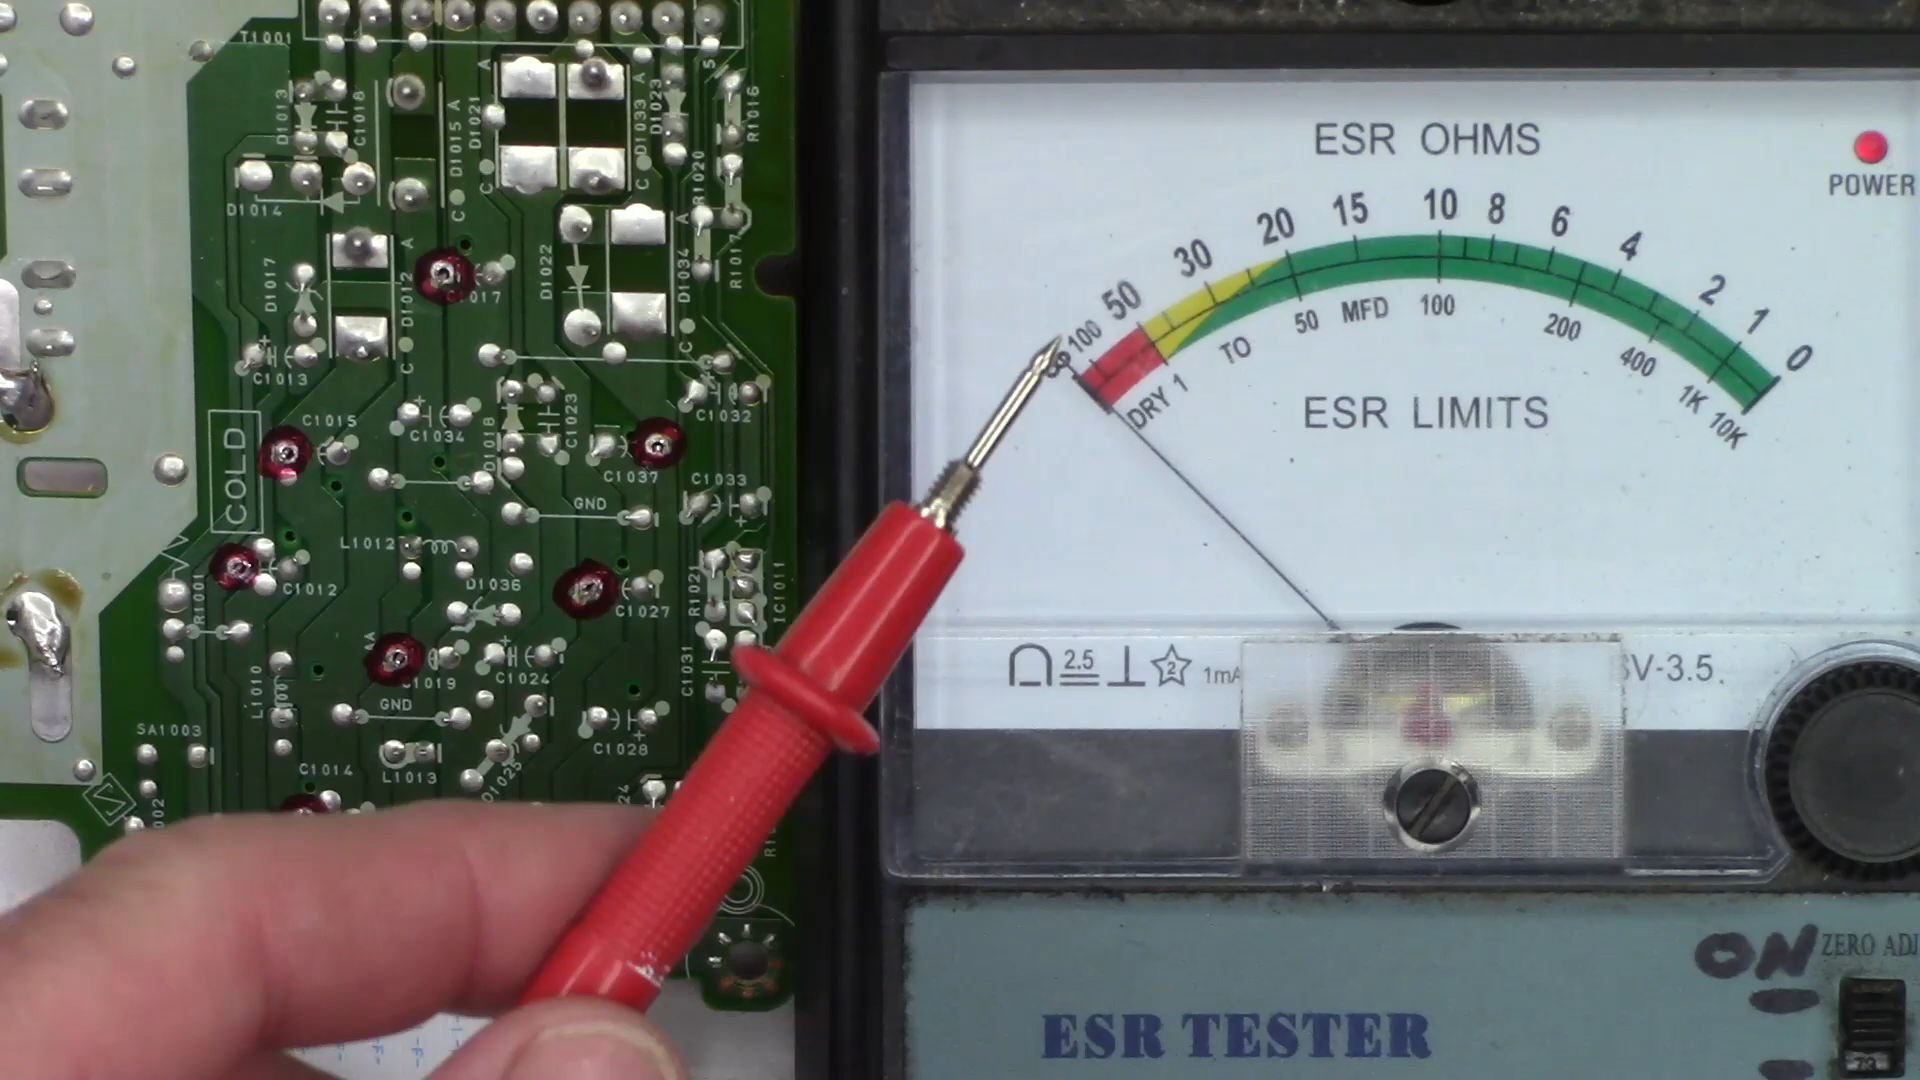 T1001
D1013
C1018
D1015 A
C
D1021
A
C
D1033 A
C
D1023
S
R1016
R1020
D1014
D1017
D1012 A
C
C1017
D1022
D1034 A
C
R1017
C1013
COLD
C1015
C1034
D1018
C1023
C1037
C1032
C1033
GND
L1012
R1001
C1012
D1036
C1027
R1021
IC1011
C1019
C1024
C1031
L1010
GND
SA1003
C1028
L1013
D1025
C1014
ESR OHMS
POWER
∞ 100 50 30 20 15 10 8 6 4 2 1 0
DRY 1 TO 50 MFD 100 200 400 1K 10K
ESR LIMITS
2.5
2
1mA
SV-3.5
ON
ZERO ADJ
ESR TESTER